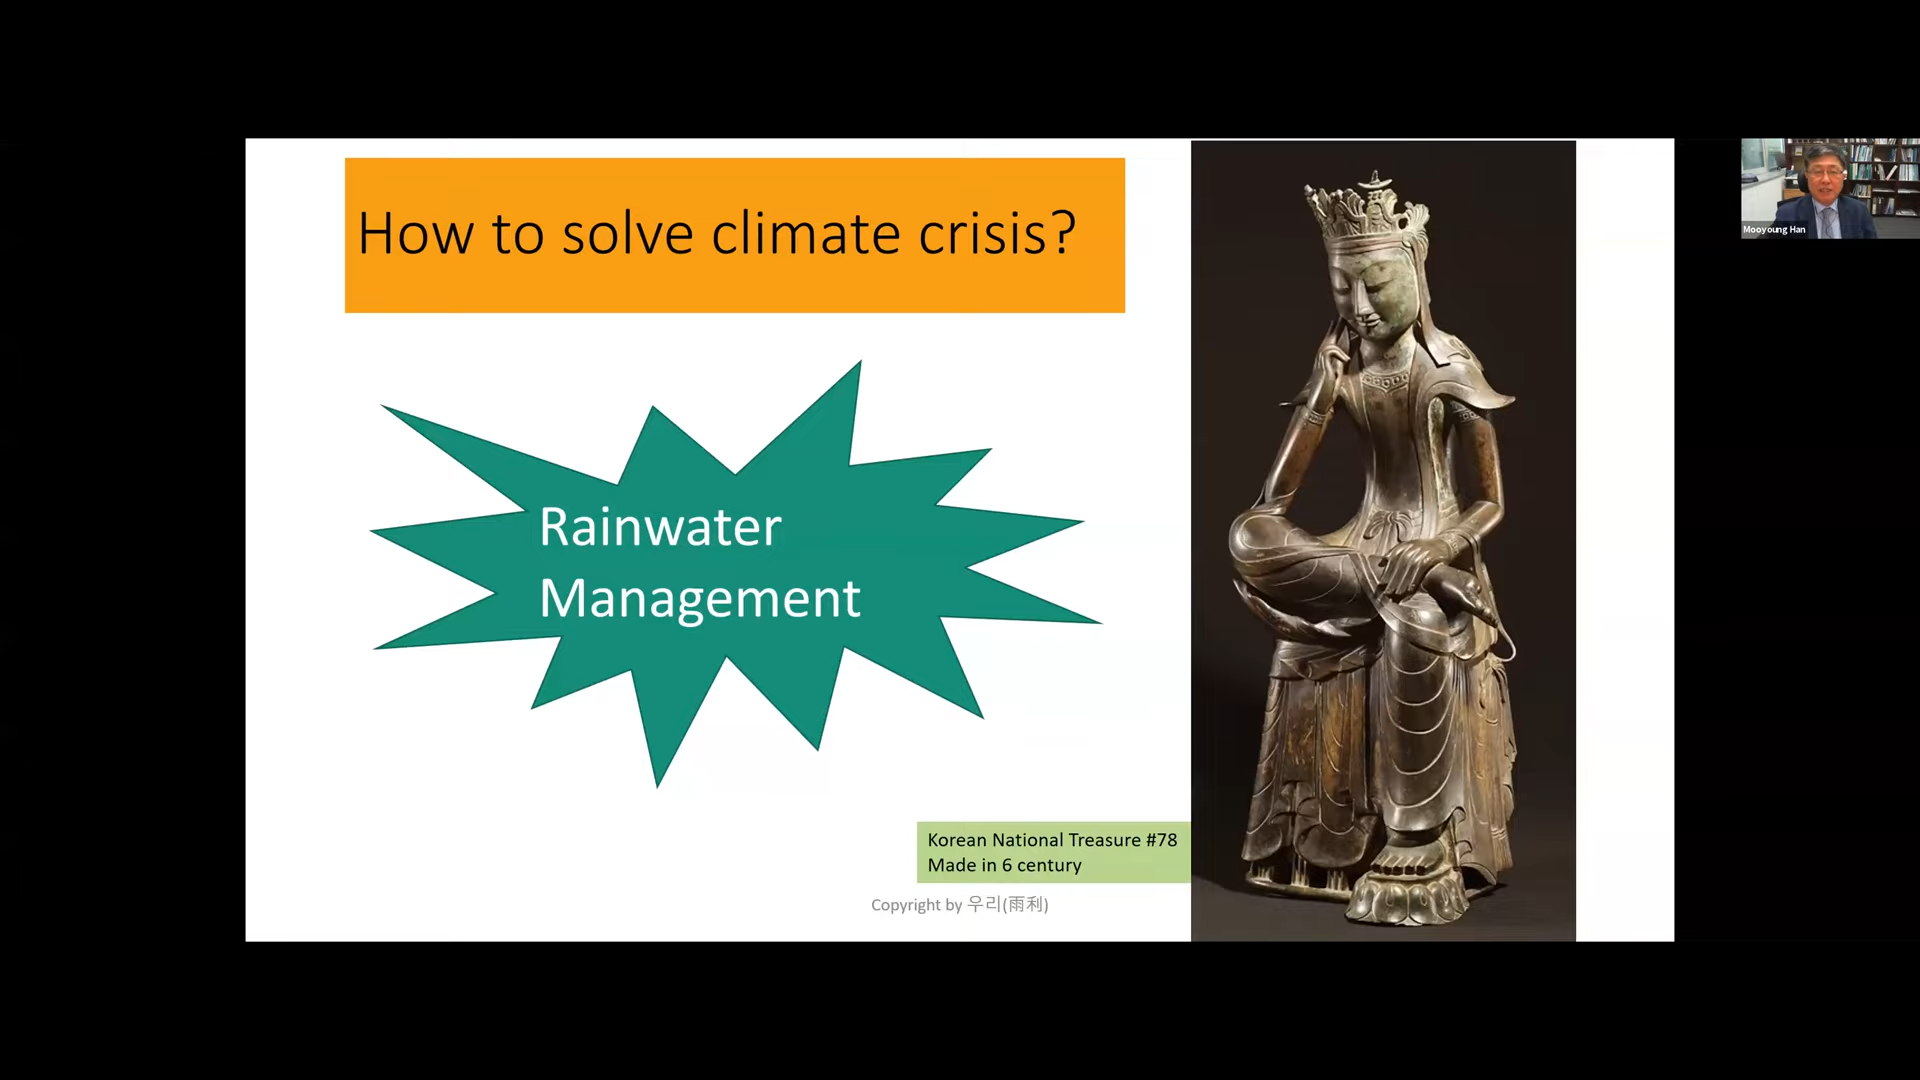 How to solve climate crisis?
Rainwater
Management
Korean National Treasure #78
Made in 6 century
Copyright by 우리(雨利)
Mooyoung Han